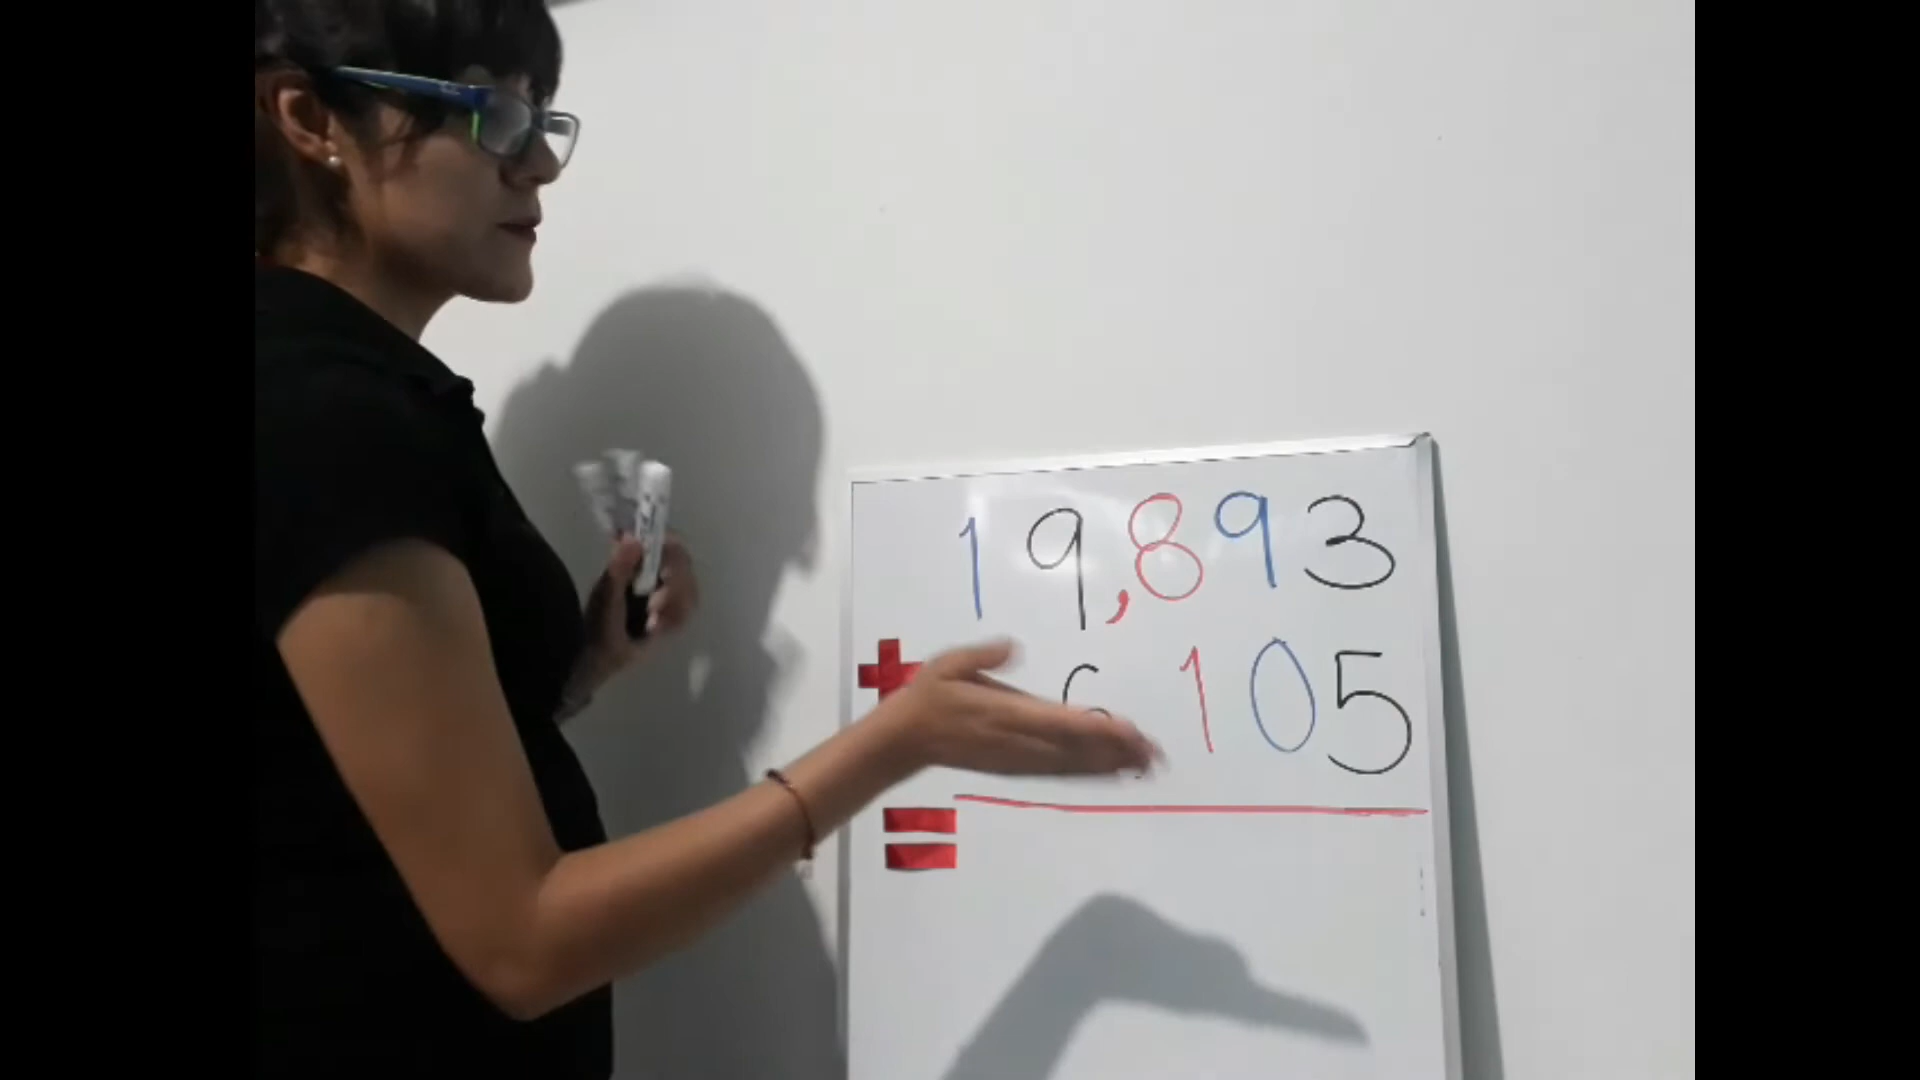 19,893
+ 6 105
=